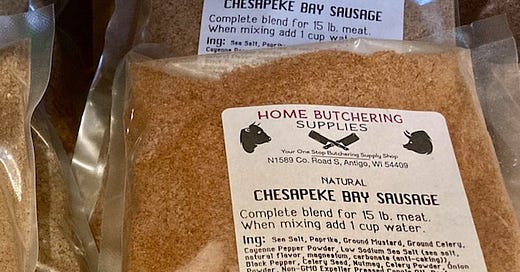 CHESAPEKE BAY SAUSAGE
Complete blend for 15 lb. meat.
When mixing add 1 cup water.
Ing: Sea Salt, Paprika,
Cayenne Pepper
HOME BUTCHERING
SUPPLIES
Your One Stop Butchering Supply Shop
N1589 Co. Road S, Antigo, WI 54409
NATURAL
CHESAPEKE BAY SAUSAGE
Complete blend for 15 lb. meat.
When mixing add 1 cup water.
Ing: Sea Salt, Paprika, Ground Mustard, Ground Celery,
Cayenne Pepper Powder, Low Sodium Sea Salt (sea salt,
natural flavor, magnesium, carbonate (anti-caking))
Black Pepper, Celery Seed, Nutmeg, Celery Powder, Onion
Powder, Non-GMO Expeller Pressed Canola Oil